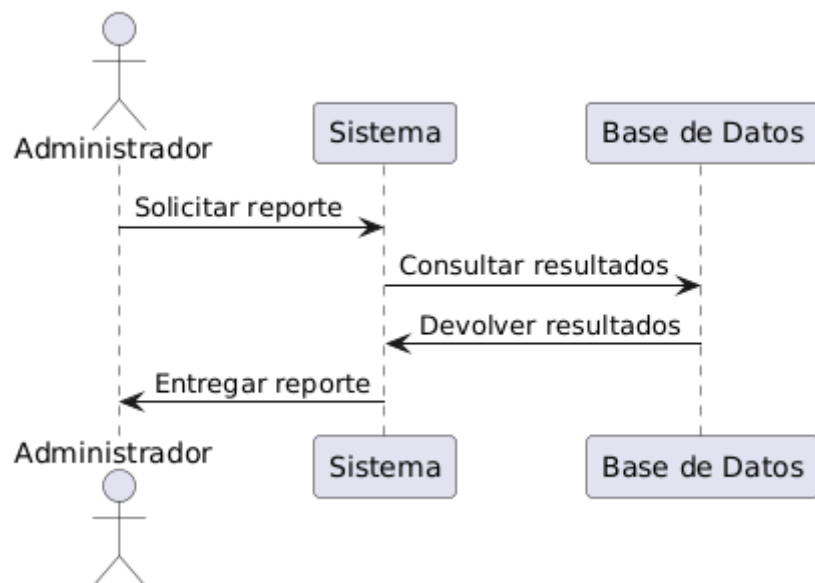 Administrador
Sistema
Base de Datos
Solicitar reporte
Consultar resultados
Devolver resultados
Entregar reporte
Administrador
Sistema
Base de Datos